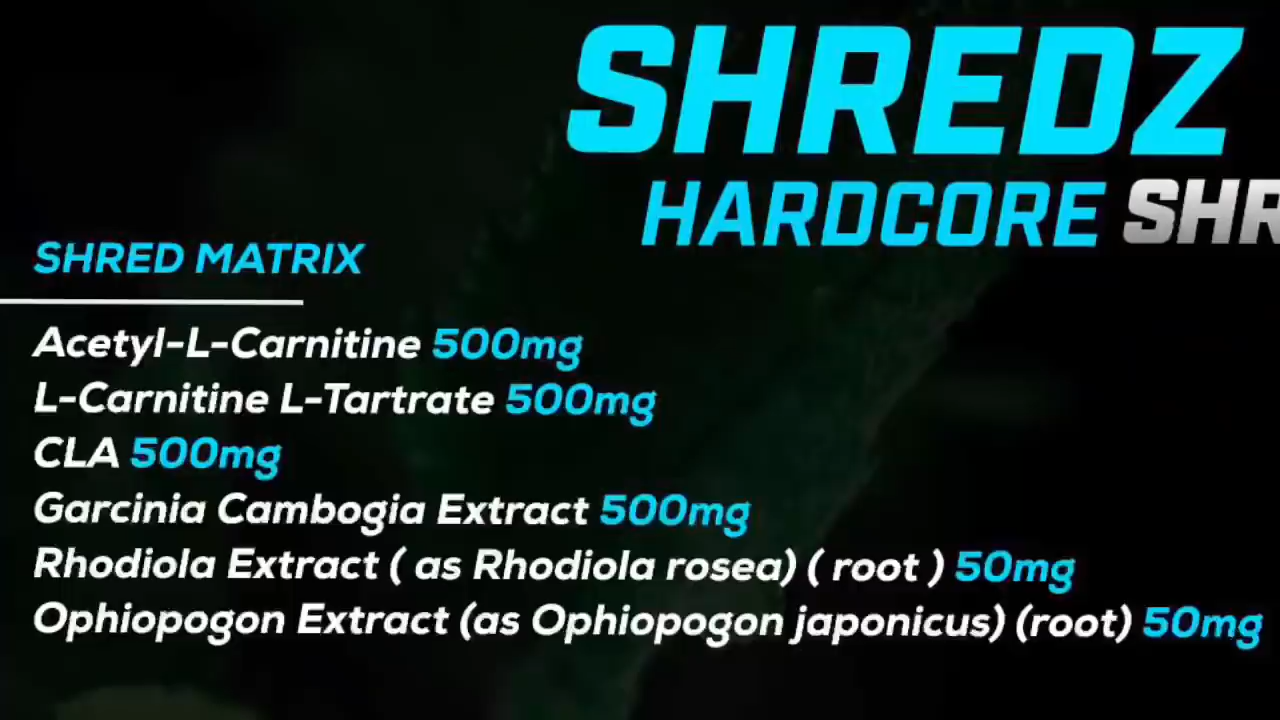 SHREDZ
HARDCORE SHR
SHRED MATRIX
Acetyl-L-Carnitine 500mg
L-Carnitine L-Tartrate 500mg
CLA 500mg
Garcinia Cambogia Extract 500mg
Rhodiola Extract ( as Rhodiola rosea) ( root ) 50mg
Ophiopogon Extract (as Ophiopogon japonicus) (root) 50mg